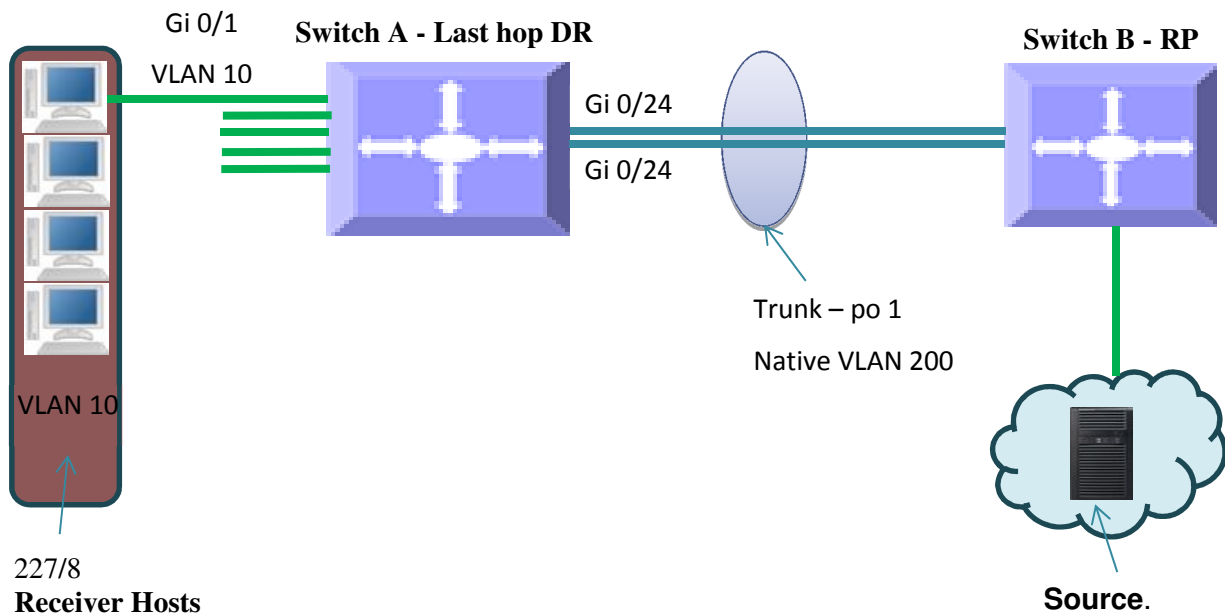 Gi 0/1
VLAN 10
Switch A - Last hop DR
Switch B - RP
Gi 0/24
Gi 0/24
Trunk – po 1
Native VLAN 200
VLAN 10
227/8
Receiver Hosts
Source.